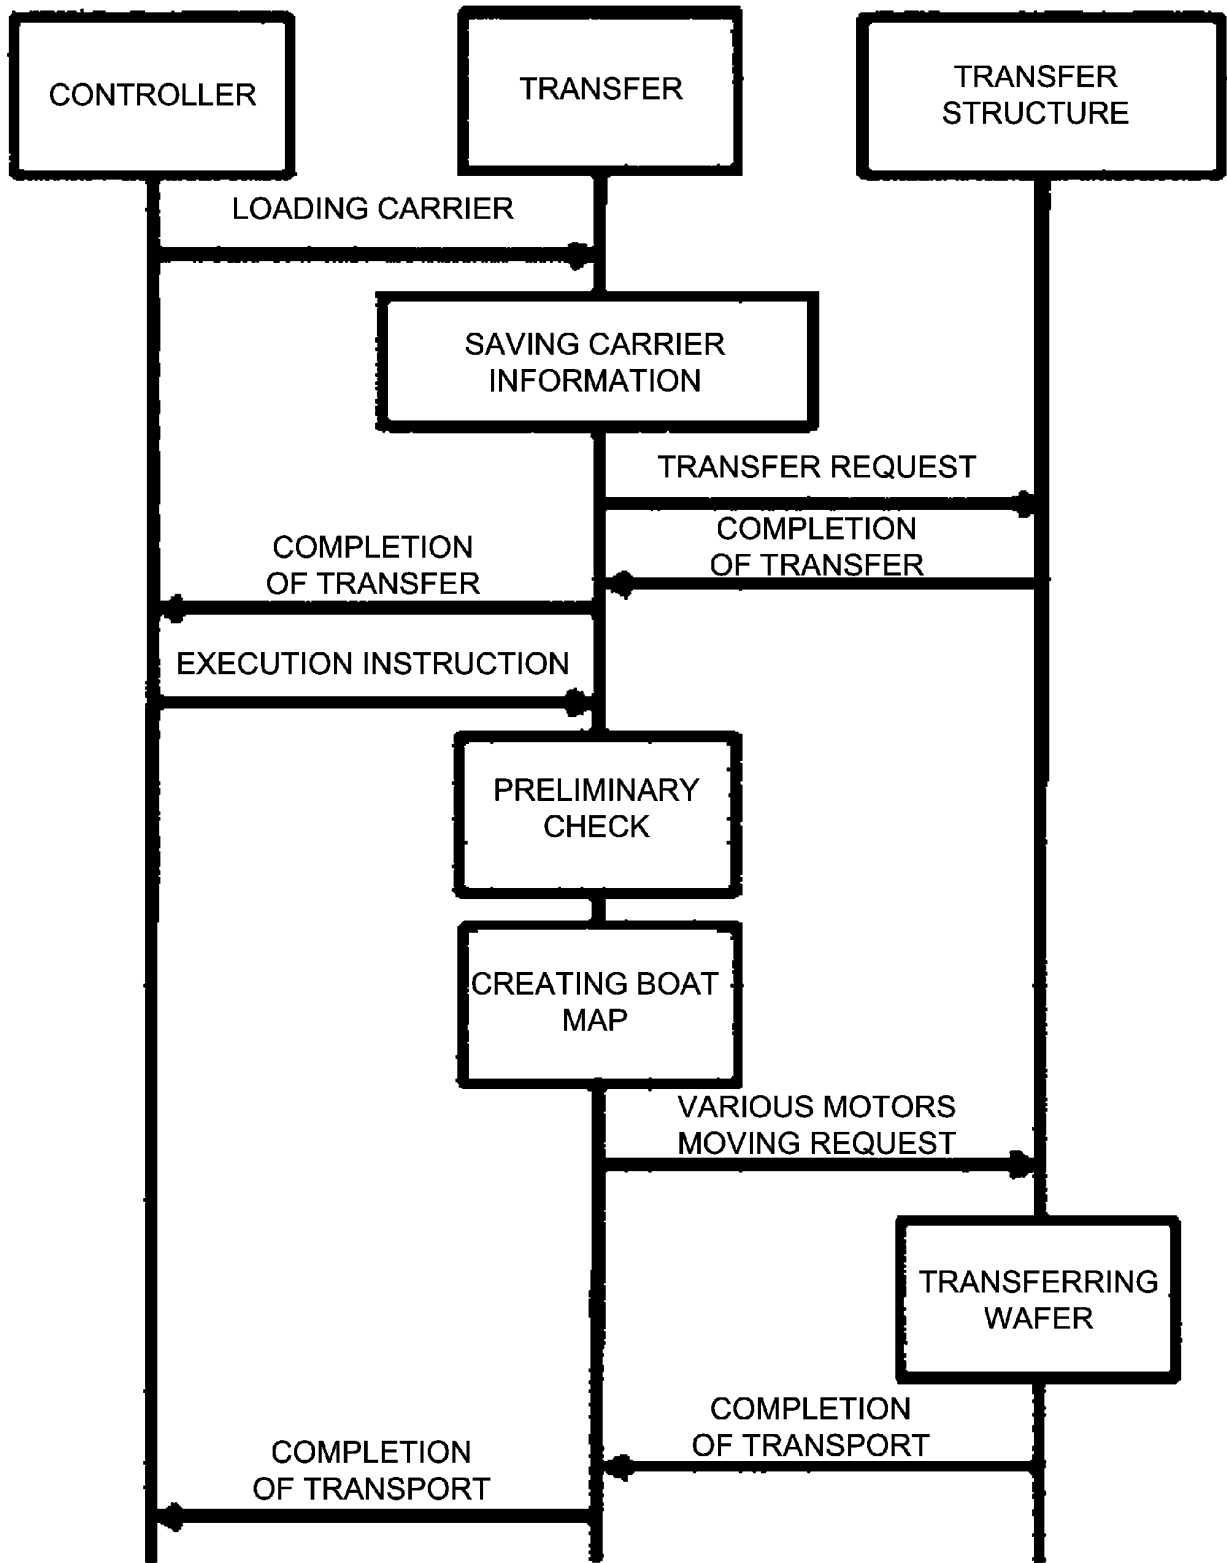 CONTROLLER
TRANSFER
TRANSFER
STRUCTURE
LOADING CARRIER
SAVING CARRIER
INFORMATION
TRANSFER REQUEST
COMPLETION
OF TRANSFER
COMPLETION
OF TRANSFER
EXECUTION INSTRUCTION
PRELIMINARY
CHECK
CREATING BOAT
MAP
VARIOUS MOTORS
MOVING REQUEST
TRANSFERRING
WAFER
COMPLETION
OF TRANSPORT
COMPLETION
OF TRANSPORT